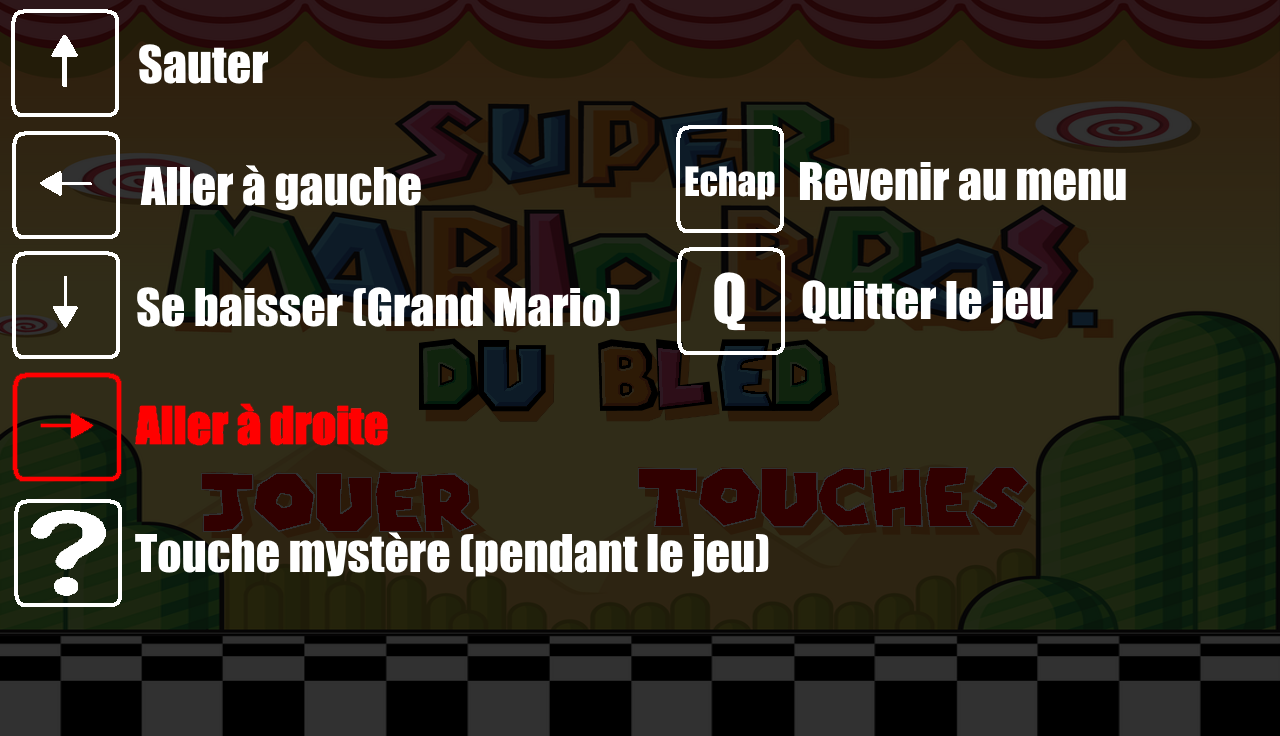 Sauter
Aller à gauche
Se baisser (Grand Mario)
Aller à droite
? Touche mystère (pendant le jeu)
Echap Revenir au menu
Q Quitter le jeu
SUPER
MARIO BROS.
DU BLED
JOUER TOUCHES